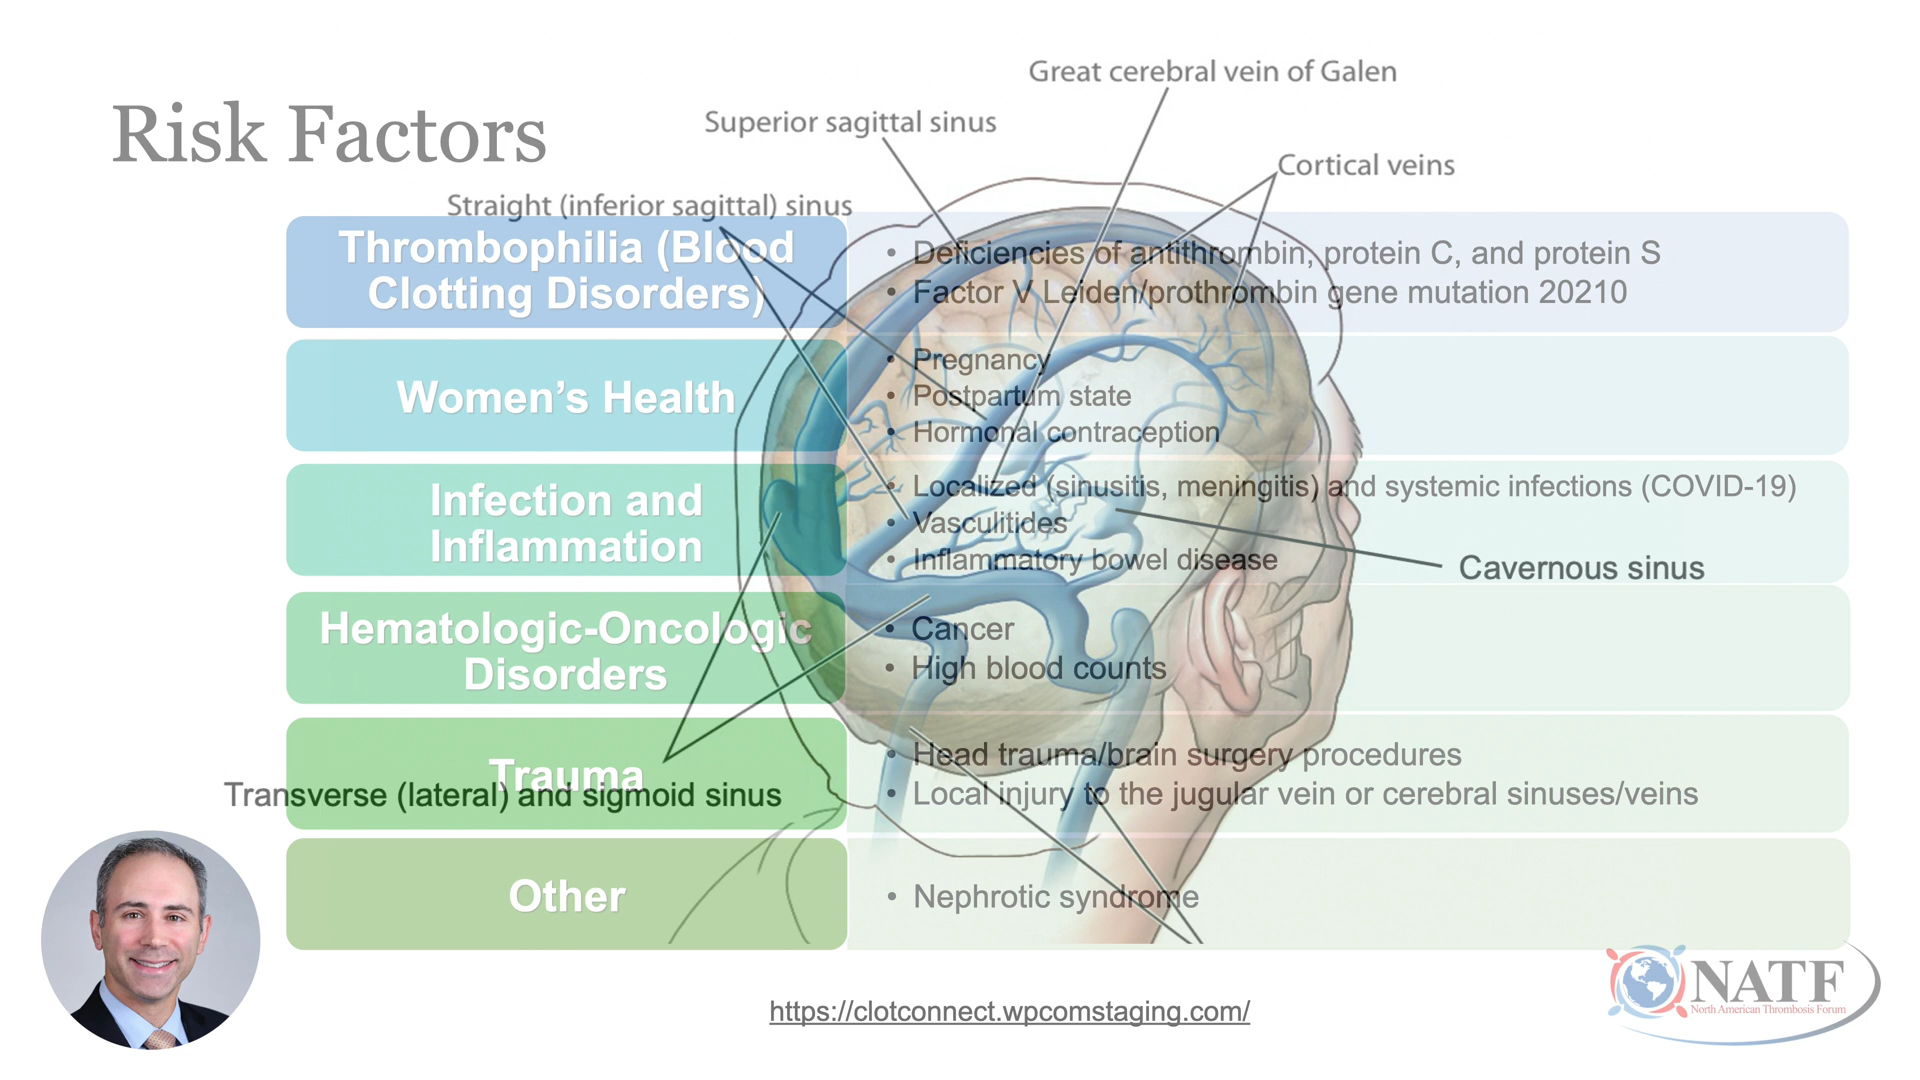 Great cerebral vein of Galen
Superior sagittal sinus
Risk Factors
Cortical veins
Straight (inferior sagittal) sinus
Thrombophilia (Blood
Clotting Disorders)
• Deficiencies of antithrombin, protein C, and protein S
• Factor V Leiden/prothrombin gene mutation 20210
Women’s Health
• Pregnancy
• Postpartum state
• Hormonal contraception
Infection and
Inflammation
• Localized (sinusitis, meningitis) and systemic infections (COVID-19)
• Vasculitides
• Inflammatory bowel disease
Cavernous sinus
Hematologic-Oncologic
Disorders
• Cancer
• High blood counts
Trauma
Transverse (lateral) and sigmoid sinus
• Head trauma/brain surgery procedures
• Local injury to the jugular vein or cerebral sinuses/veins
Other
• Nephrotic syndrome
https://clotconnect.wpcomstaging.com/
NATF
North American Thrombosis Forum